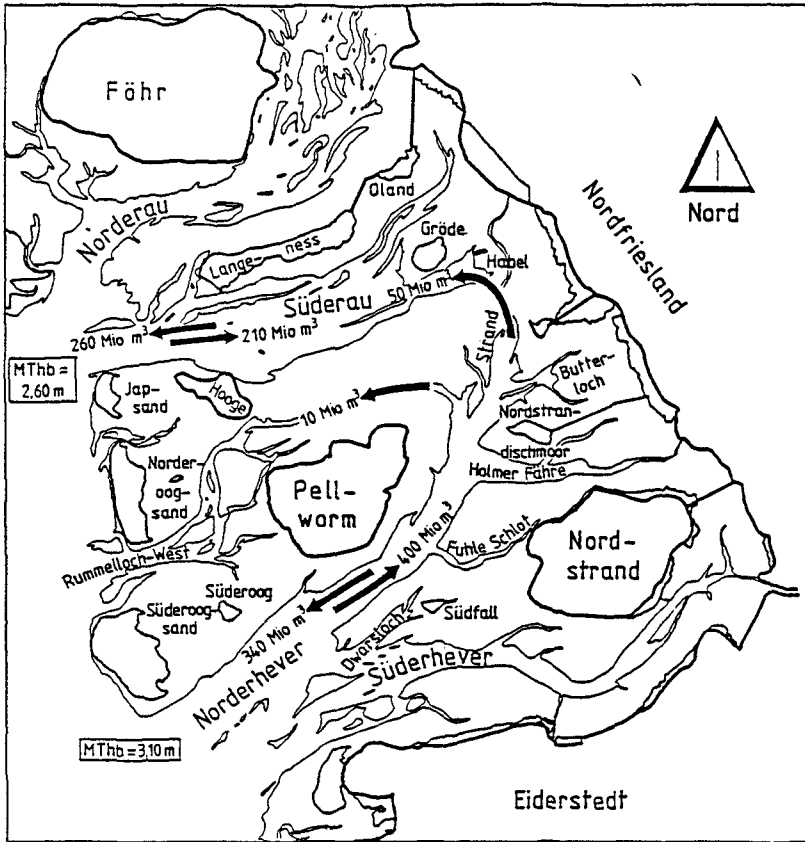 Föhr
Norderau
Oland
Lange-
ness
Gröde
Habel
Nord
Nordfriesland
Süderau
50 Mio m³
Strand
260 Mio m³
210 Mio m³
MThb =
2,60 m
Jap-
sand
Hooge
10 Mio m³
Butter-
loch
Nordstran-
dischmoor
Holmer Fähre
Norder-
oogsand
Pell-
worm
400 Mio m³
Fuhle Schlot
Nord-
strand
Rummelloch-West
Süderoog
Süderoog
sand
340 Mio m³
Norderhever
Dwarsloch
Südfall
Süderhever
MThb = 3,10 m
Eiderstedt